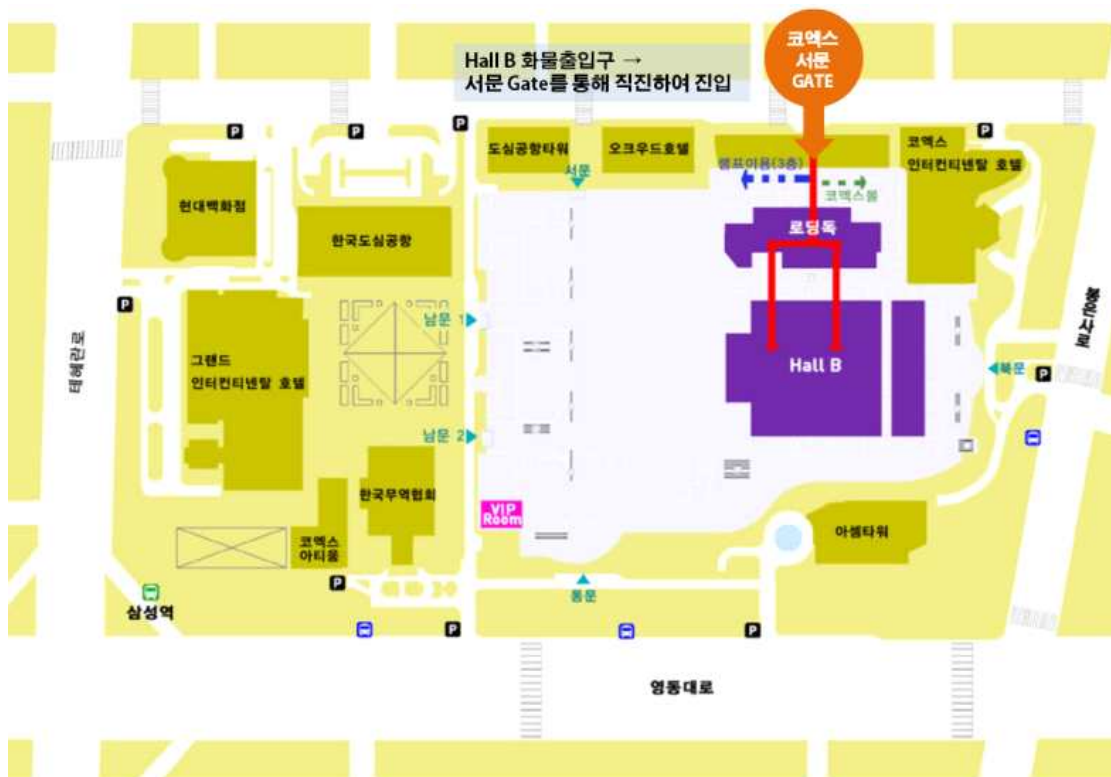 Hall B 화물출입구 →
서문 Gate를 통해 직진하여 진입
코엑스
서문
GATE
P
P
P
P
도심공항타워
오크우드호텔
코엑스
인터컨티넨탈 호텔
서문
램프이용(3층)
코엑스몰
현대백화점
한국도심공항
로딩독
P
남문 1
봉은사로
테헤란로
그랜드
인터컨티넨탈 호텔
Hall B
북문
P
남문 2
한국무역협회
VIP
Room
코엑스
아티움
아셈타워
P
동문
삼성역
P
P
영동대로